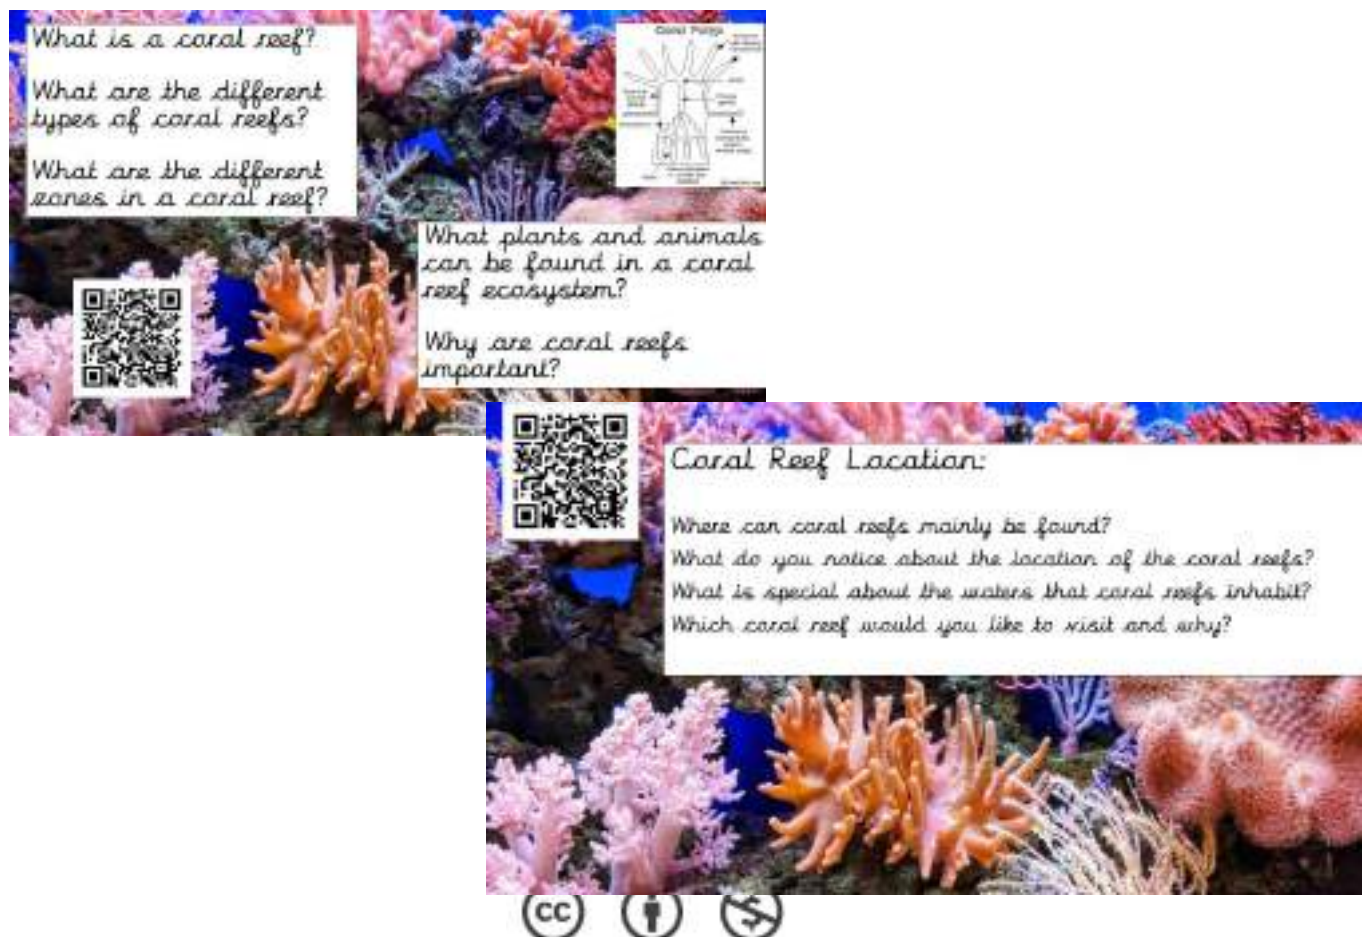 What is a coral reef?
What are the different
types of coral reefs?
What are the different
zones in a coral reef?
Coral Polyp
What plants and animals
can be found in a coral
reef ecosystem?
Why are coral reefs
important?
Coral Reef Location:
Where can coral reefs mainly be found?
What do you notice about the location of the coral reefs?
What is special about the waters that coral reefs inhabit?
Which coral reef would you like to visit and why?
cc